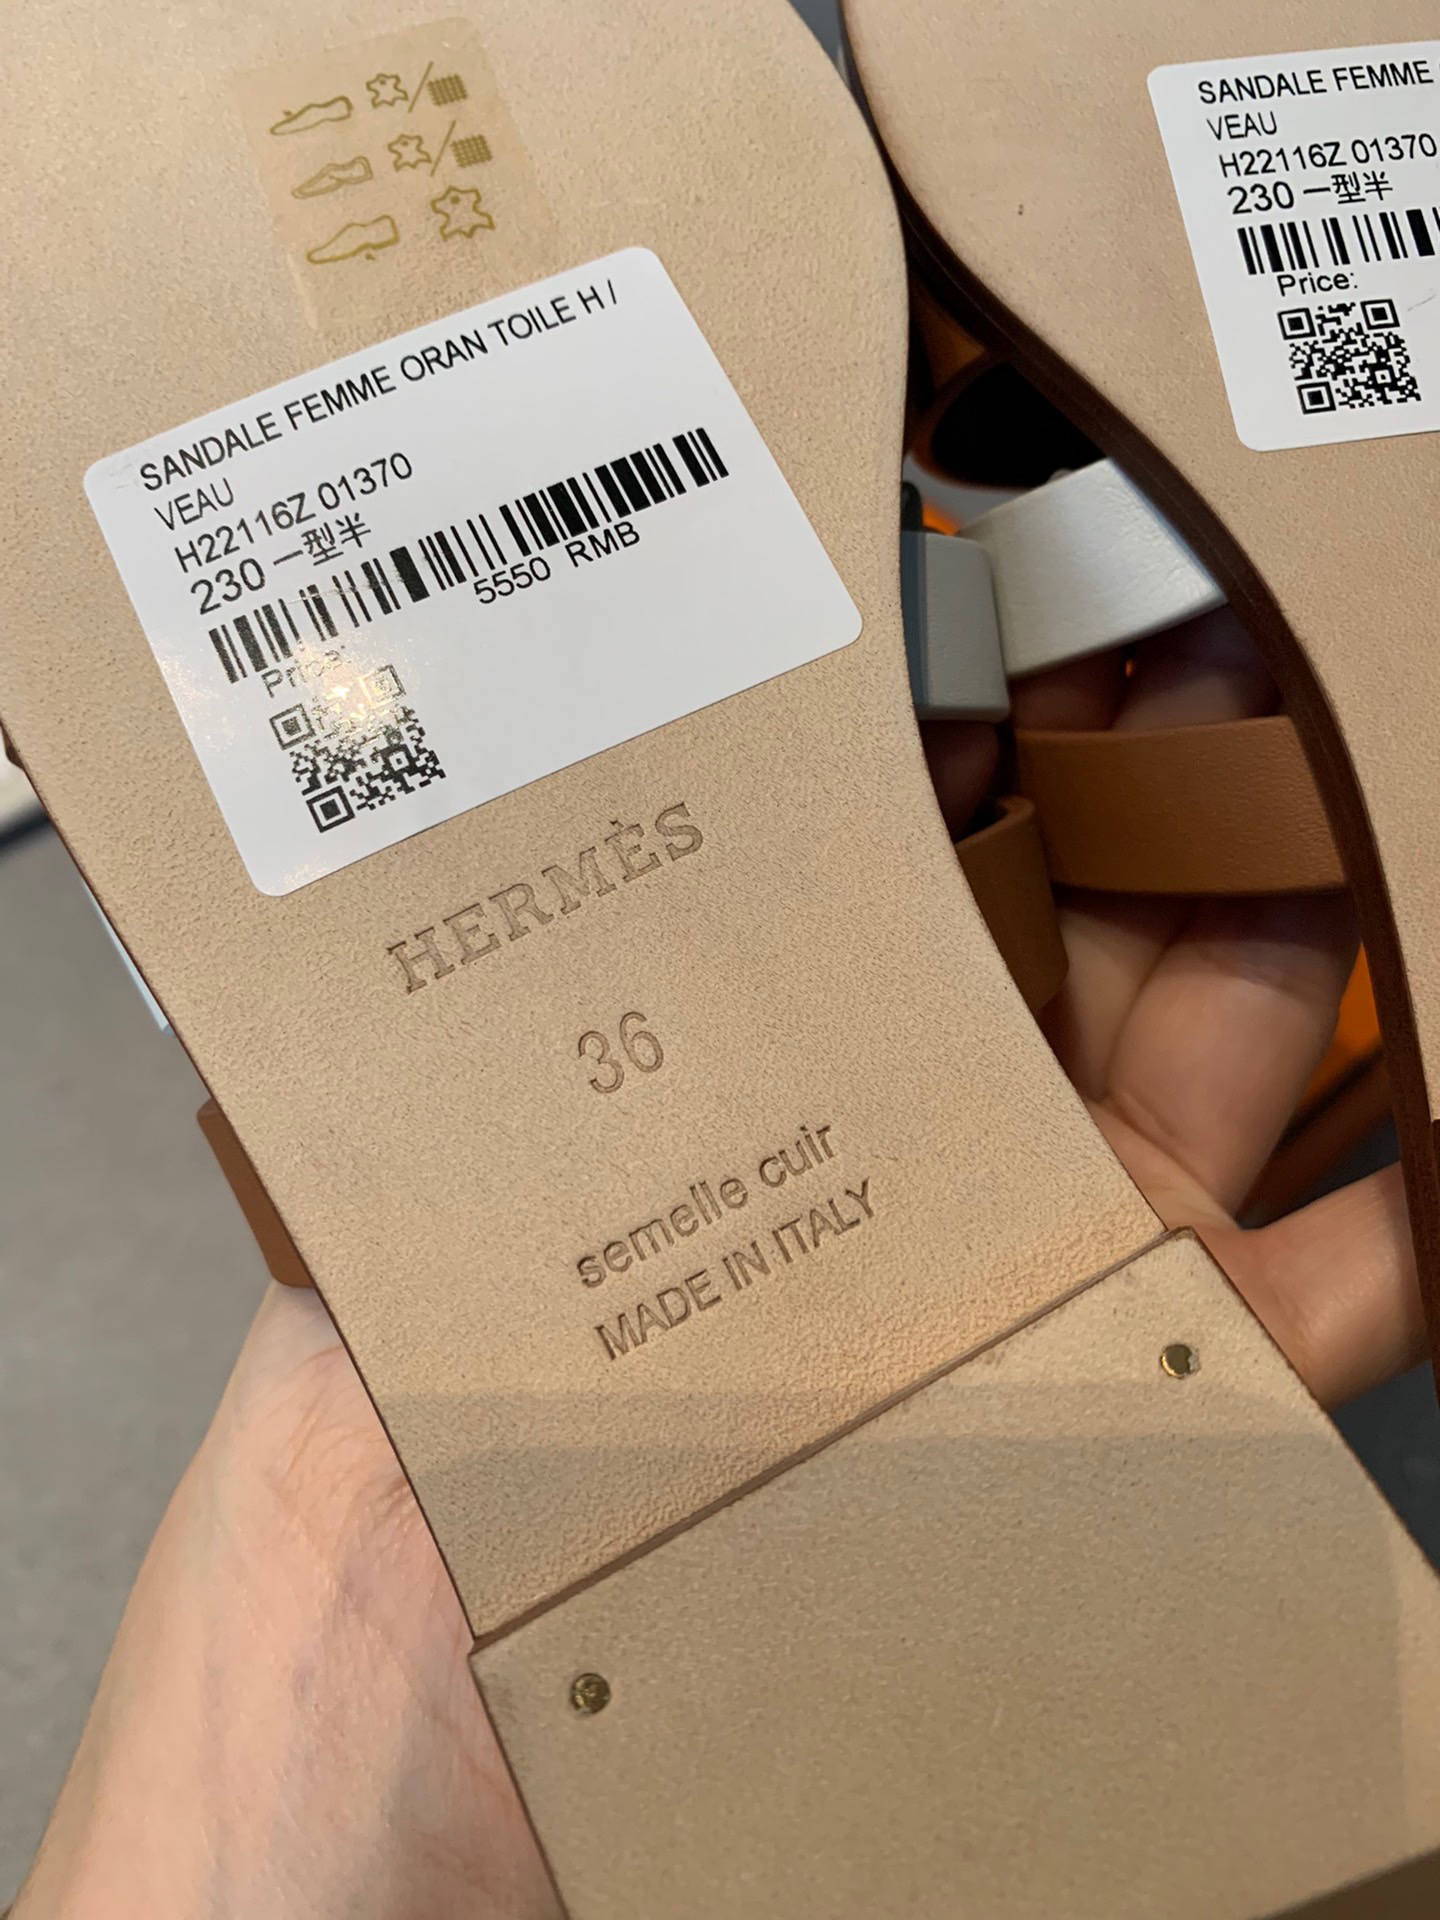 SANDALE FEMME ORAN TOILE H /
VEAU
H22116Z 01370
230 一型半
5550 RMB
Price:
HERMÈS
36
semelle cuir
MADE IN ITALY
SANDALE FEMME
VEAU
H22116Z 01370
230 一型半
Price: